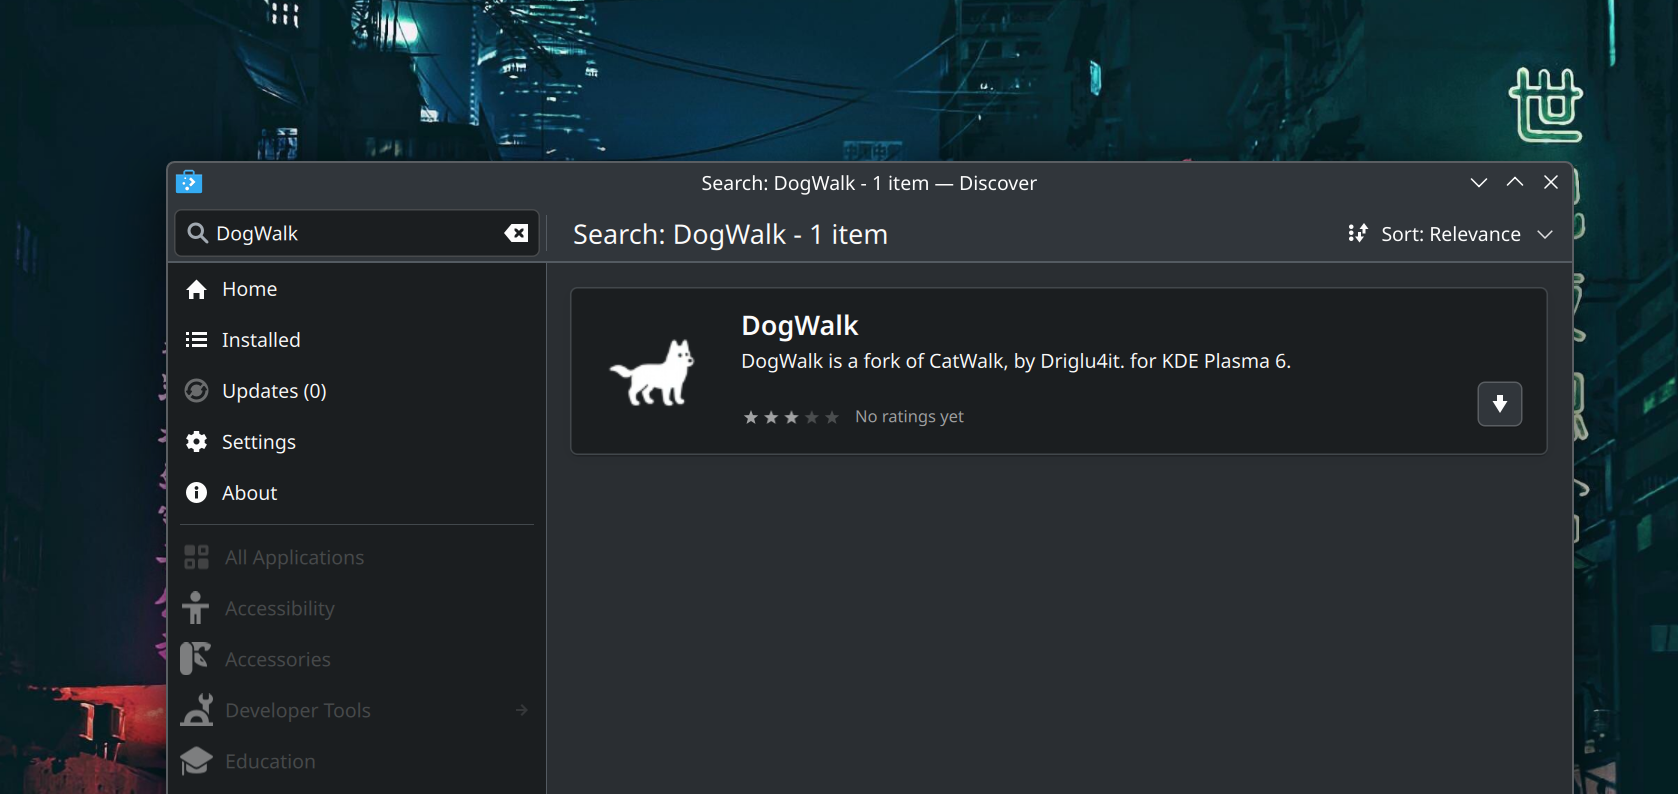 世
Search: DogWalk - 1 item — Discover
DogWalk
Search: DogWalk - 1 item
Sort: Relevance
Home
Installed
Updates (0)
Settings
About
All Applications
Accessibility
Accessories
Developer Tools
Education
DogWalk
DogWalk is a fork of CatWalk, by Driglu4it. for KDE Plasma 6.
No ratings yet